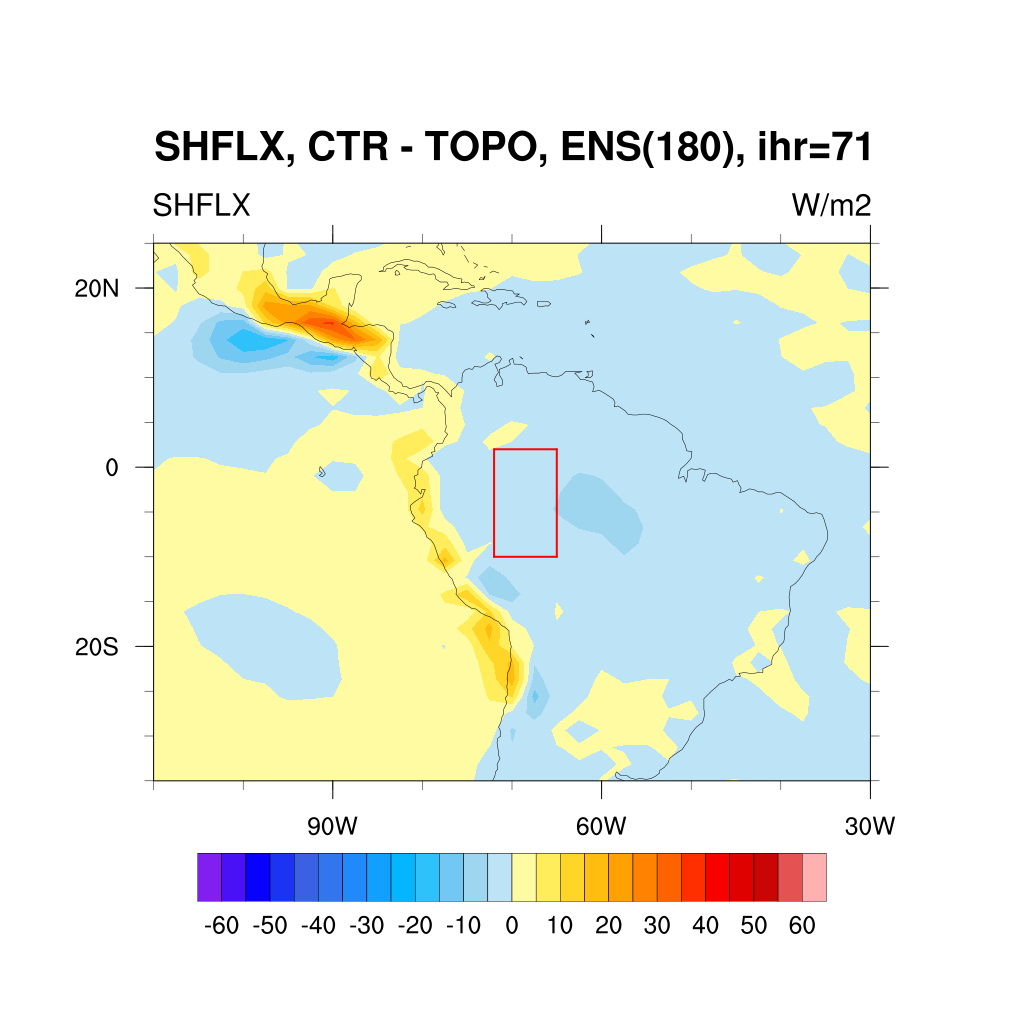 SHFLX, CTR - TOPO, ENS(180), ihr=71
SHFLX W/m2
20N
0
20S
90W 60W 30W
-60 -50 -40 -30 -20 -10 0 10 20 30 40 50 60